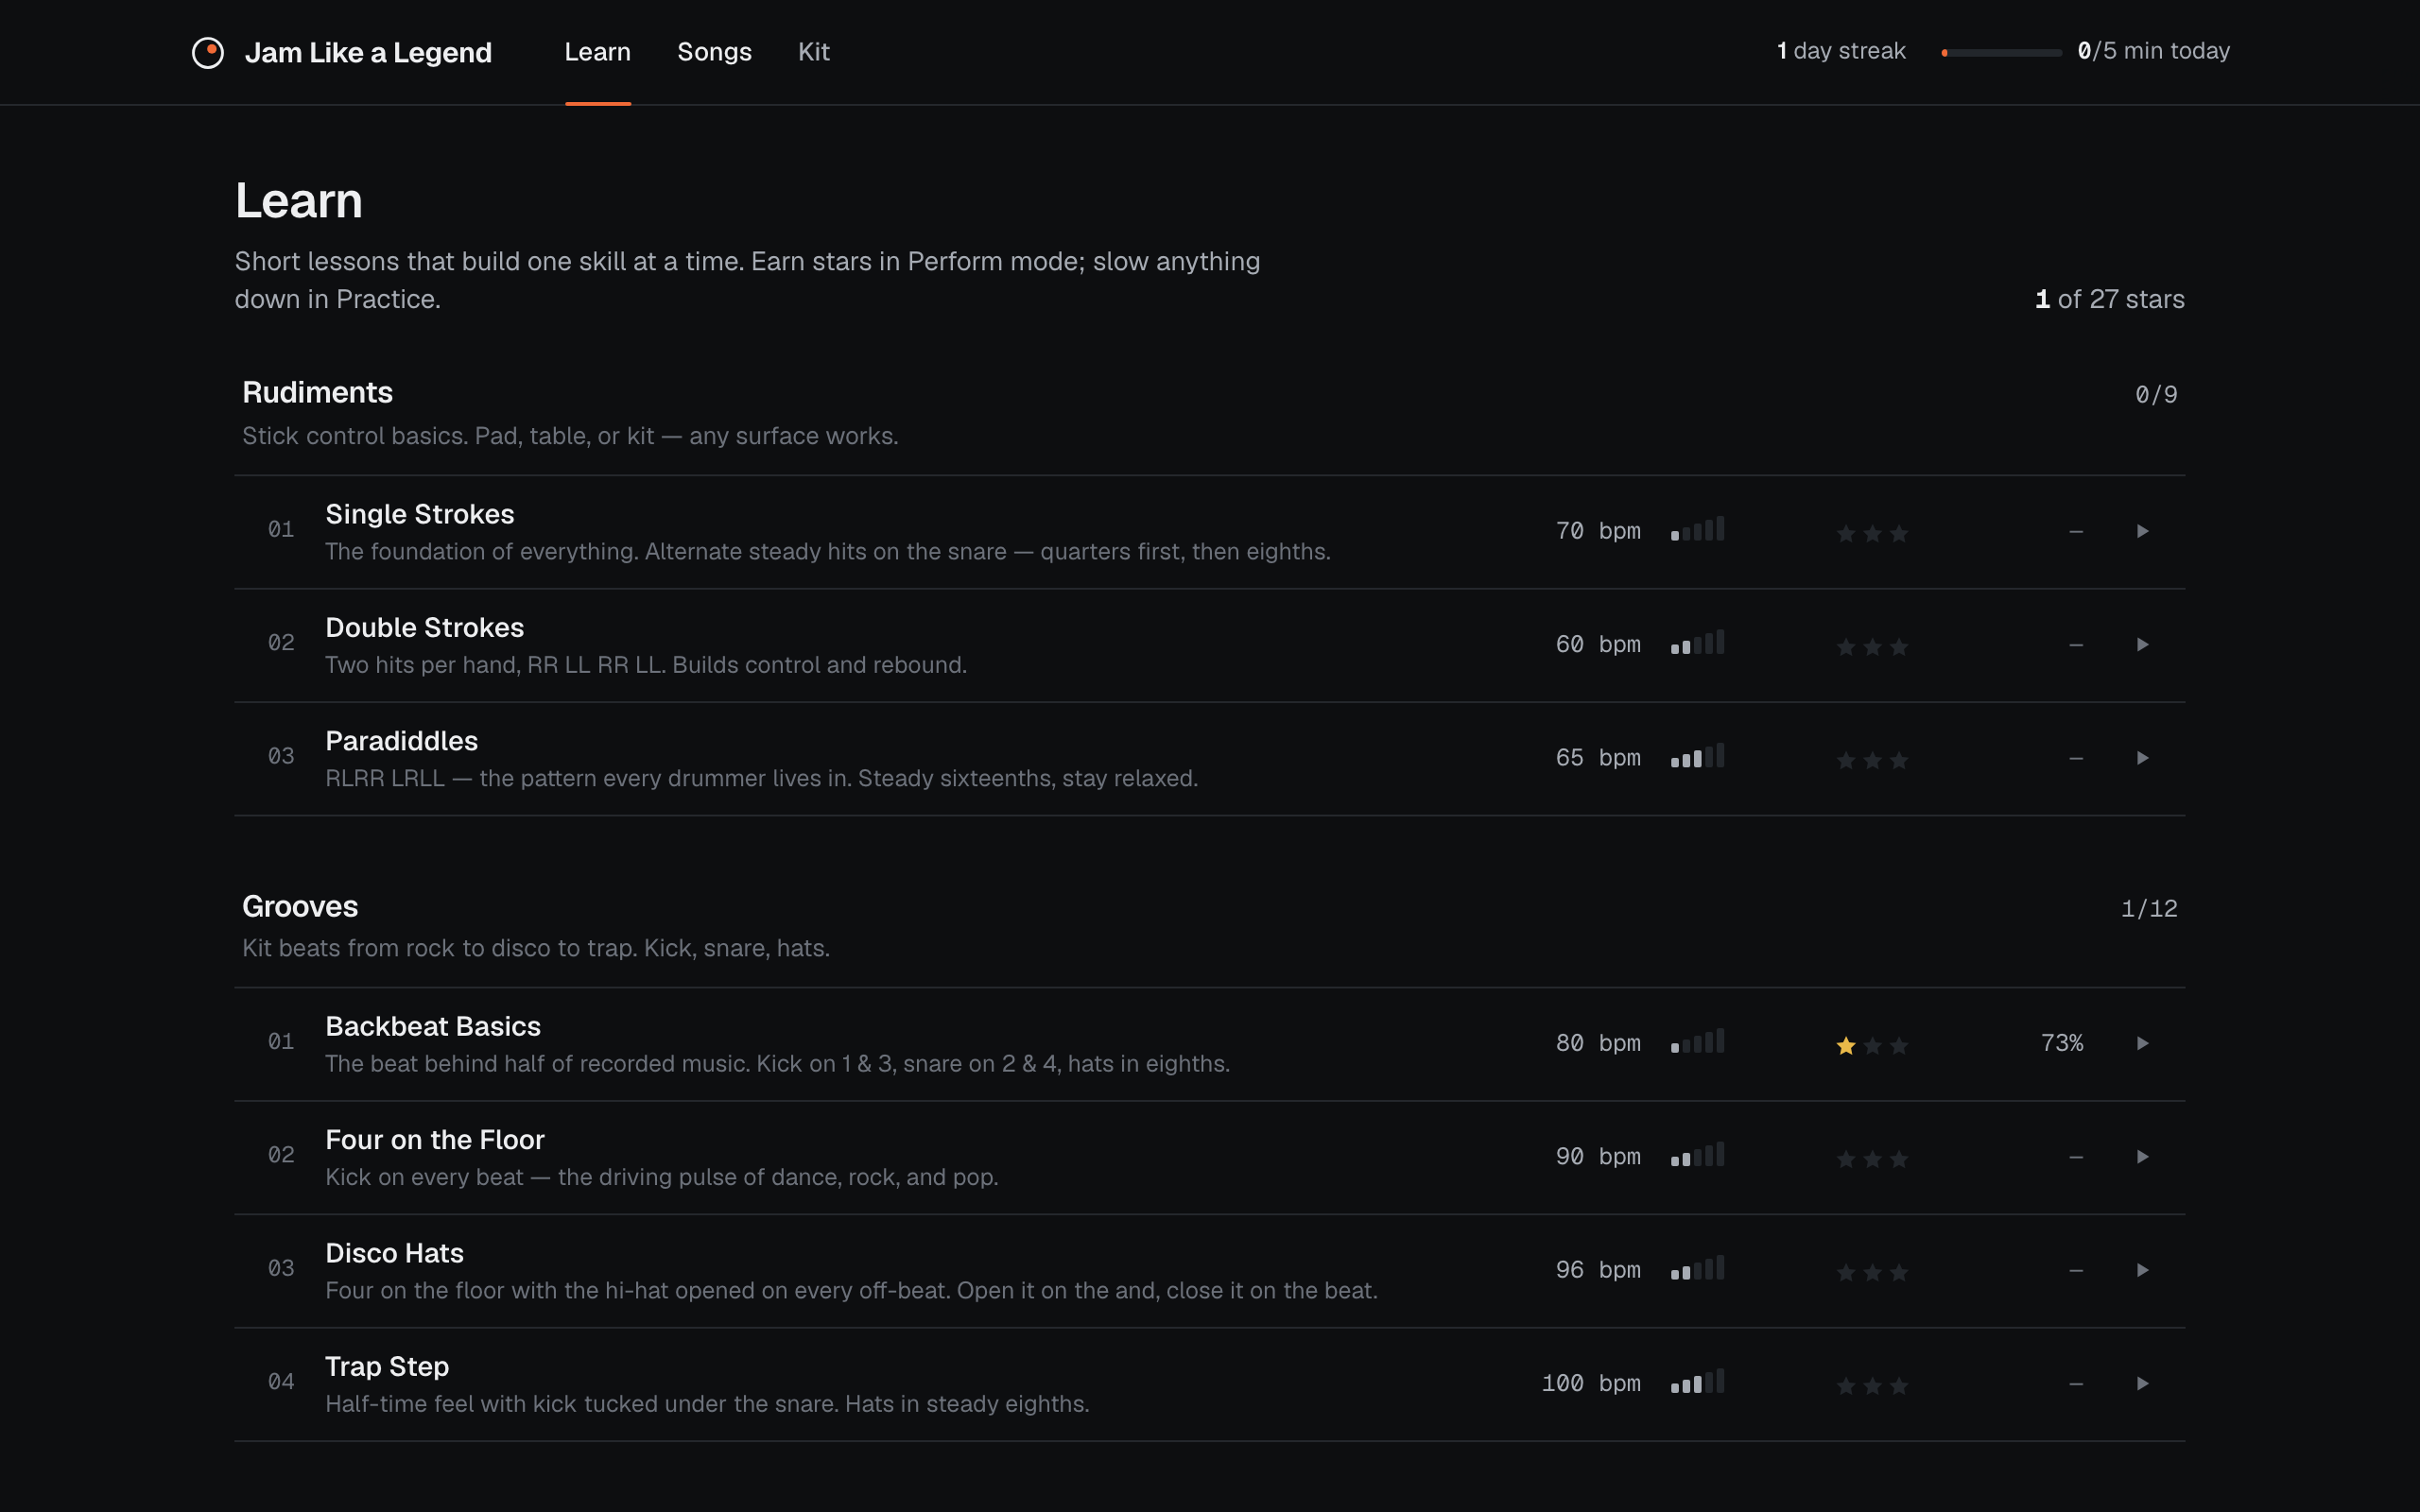 Jam Like a Legend
Learn
Songs
Kit
1 day streak
0/5 min today
Learn
Short lessons that build one skill at a time. Earn stars in Perform mode; slow anything
down in Practice.
1 of 27 stars
Rudiments
0/9
Stick control basics. Pad, table, or kit — any surface works.
01
Single Strokes
The foundation of everything. Alternate steady hits on the snare — quarters first, then eighths.
70 bpm
–
02
Double Strokes
Two hits per hand, RR LL RR LL. Builds control and rebound.
60 bpm
–
03
Paradiddles
RLRR LRLL — the pattern every drummer lives in. Steady sixteenths, stay relaxed.
65 bpm
–
Grooves
1/12
Kit beats from rock to disco to trap. Kick, snare, hats.
01
Backbeat Basics
The beat behind half of recorded music. Kick on 1 & 3, snare on 2 & 4, hats in eighths.
80 bpm
73%
02
Four on the Floor
Kick on every beat — the driving pulse of dance, rock, and pop.
90 bpm
–
03
Disco Hats
Four on the floor with the hi-hat opened on every off-beat. Open it on the and, close it on the beat.
96 bpm
–
04
Trap Step
Half-time feel with kick tucked under the snare. Hats in steady eighths.
100 bpm
–